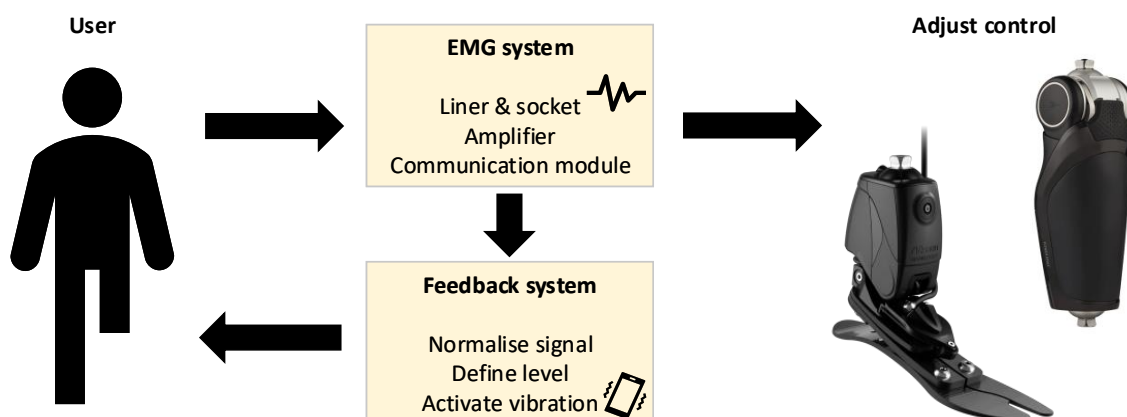 User
EMG system
Liner & socket
Amplifier
Communication module
Feedback system
Normalise signal
Define level
Activate vibration
Adjust control